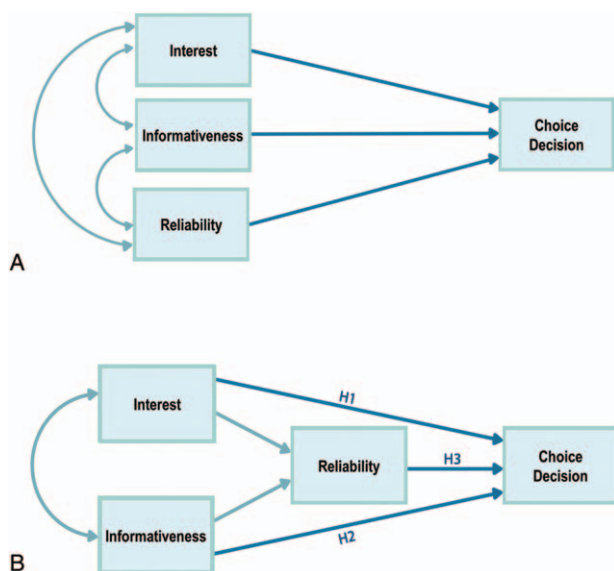 Interest
Informativeness
Choice
Decision
Reliability
A
Interest
H1
Reliability
H3
Choice
Decision
Informativeness
H2
B